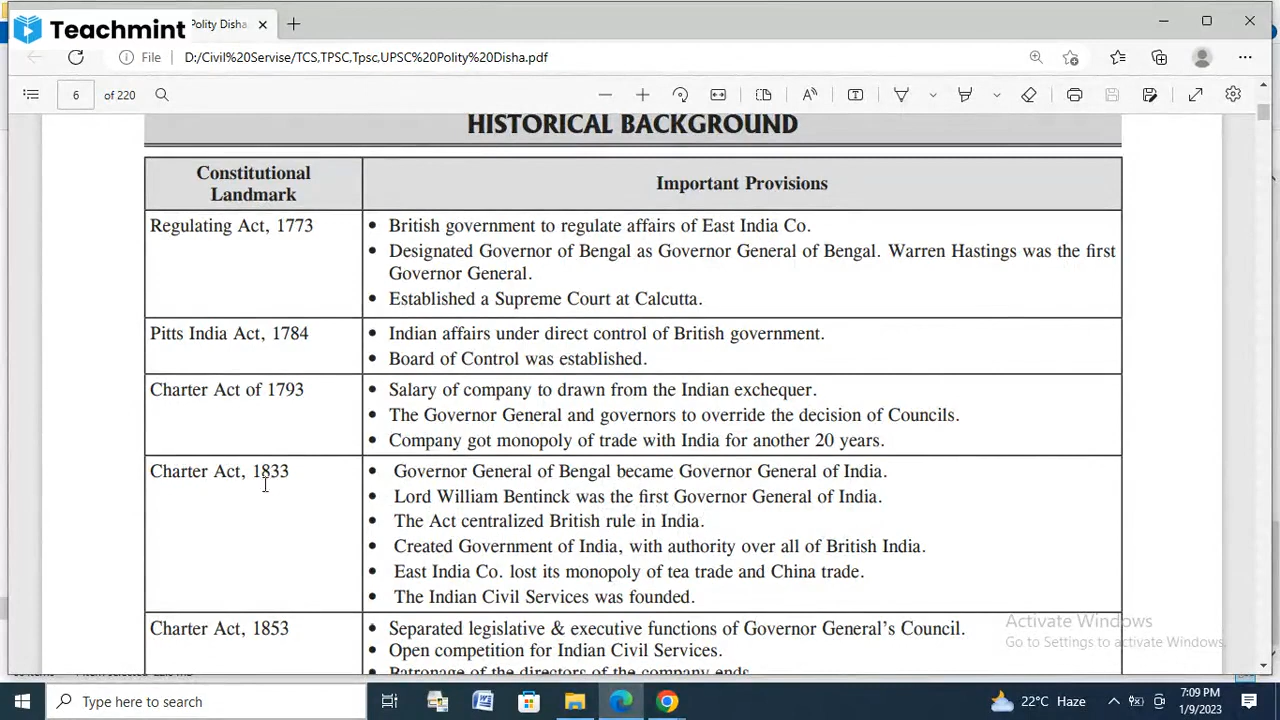 Teachmint
Polity Disha
File
D:/Civil%20Servise/TCS,TPSC,Tpsc,UPSC%20Polity%20Disha.pdf
6
of 220
HISTORICAL BACKGROUND
Constitutional
Landmark
Important Provisions
Regulating Act, 1773
• British government to regulate affairs of East India Co.
• Designated Governor of Bengal as Governor General of Bengal. Warren Hastings was the first
Governor General.
• Established a Supreme Court at Calcutta.
Pitts India Act, 1784
• Indian affairs under direct control of British government.
• Board of Control was established.
Charter Act of 1793
• Salary of company to drawn from the Indian exchequer.
• The Governor General and governors to override the decision of Councils.
• Company got monopoly of trade with India for another 20 years.
Charter Act, 1833
• Governor General of Bengal became Governor General of India.
• Lord William Bentinck was the first Governor General of India.
• The Act centralized British rule in India.
• Created Government of India, with authority over all of British India.
• East India Co. lost its monopoly of tea trade and China trade.
• The Indian Civil Services was founded.
Charter Act, 1853
• Separated legislative & executive functions of Governor General's Council.
• Open competition for Indian Civil Services.
• Patronage of the directors of the company ends.
Activate Windows
Go to Settings to activate Windows.
Type here to search
22°C Haze
7:09 PM
1/9/2023